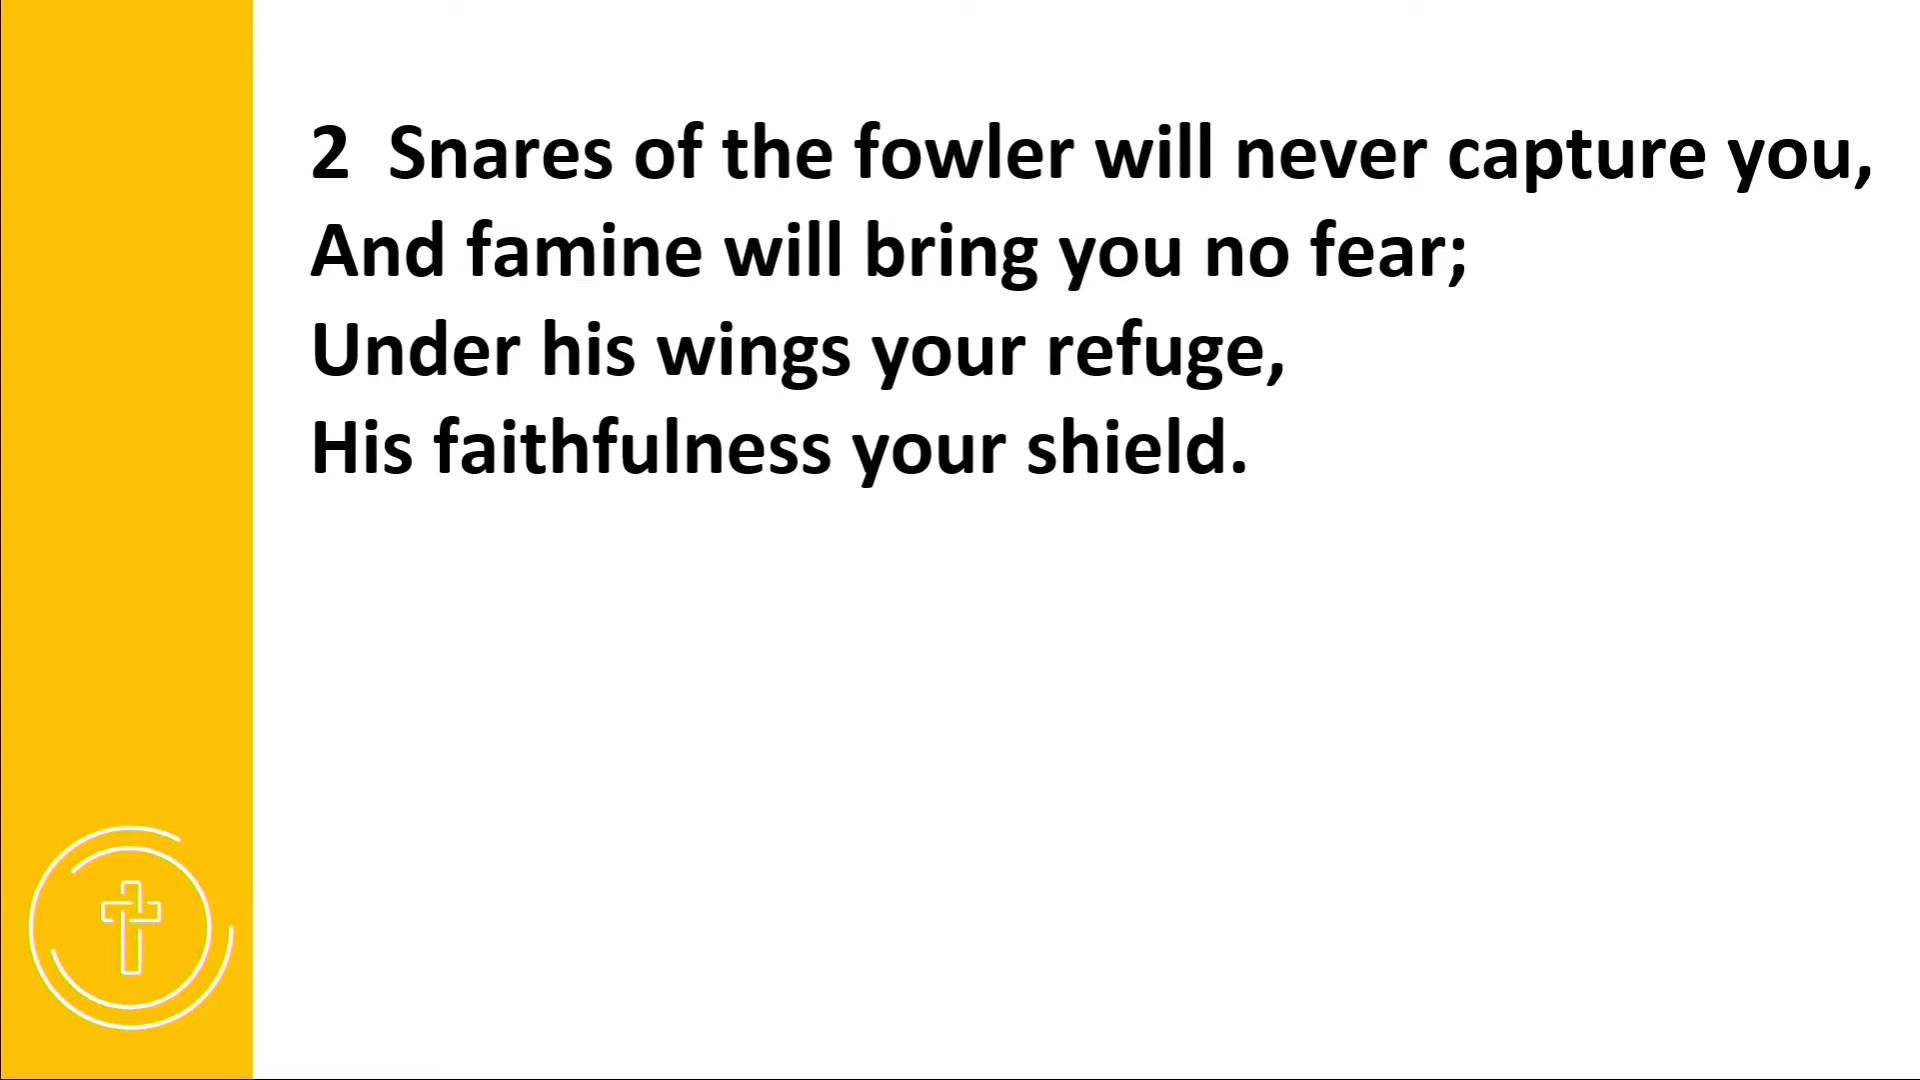 2  Snares of the fowler will never capture you,
And famine will bring you no fear;
Under his wings your refuge,
His faithfulness your shield.